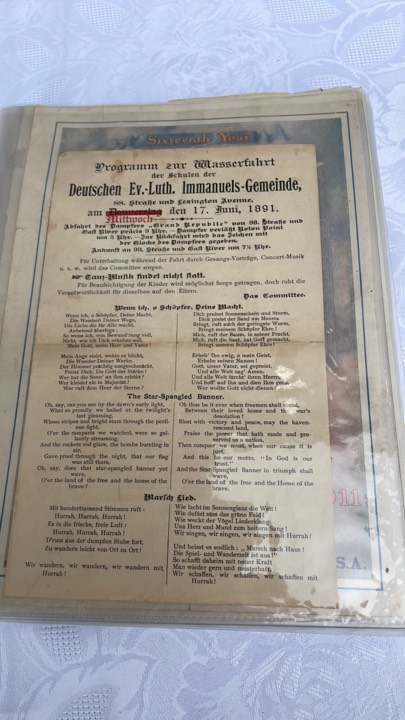 Sixteenth Year
Programm zur Wasserfahrt
der Schulen der
Deutschen Ev.-Luth. Immanuels-Gemeinde,
88. Straße und Lexington Avenue,
am Donnerstag den 17. Juni, 1891.
Mittwoch
Abfahrt des Dampfers „Grand Republic“ von 93. Straße und
East River präcis 9 Uhr. — Dampfer verläßt Raton Point
um 5 Uhr. — Zur Rückfahrt wird das Zeichen mit
der Glocke des Dampfers gegeben.
Ankunft an 93. Straße und East River um 7½ Uhr.
Für Unterhaltung während der Fahrt durch Gesangs-Vorträge, Concert-Musik
u. s. w. wird das Committee sorgen.
Tanz-Musik findet nicht statt.
Für Beaufsichtigung der Kinder wird möglichst Sorge getragen, doch ruht die
Verantwortlichkeit für dieselben auf den Eltern.
Das Committee.
Wenn ich, o Schöpfer, Deine Macht.
Wenn ich, o Schöpfer, Deine Macht,
Die Weisheit Deiner Wege,
Die Liebe, die für Alle wacht,
Anbetend überlege:
So weiß ich, von Bewund'rung voll,
Nicht, wie ich Dich erheben soll,
Mein Gott, mein Herr und Vater!
Mein Auge sieht, wohin es blickt,
Die Wunder Deiner Werke.
Der Himmel prächtig ausgeschmückt,
Preist Dich, Du Gott der Stärke!
Wer hat die Sonn' an ihm erhöht?
Wer kleidet sie in Majestät?
Wer ruft dem Heer der Sterne?
Dich preiset Sonnenschein und Sturm,
Dich preist der Sand am Meere;
Bringt, ruft auch der geringste Wurm,
Bringt meinem Schöpfer Ehre!
Mich, ruft der Baum, in seiner Pracht,
Mich, ruft die Saat, hat Gott gemacht.
Bringt unserm Schöpfer Ehre!
Erheb' Ihn ewig, o mein Geist,
Erhebe seinen Namen!
Gott, unser Vater, sei gepreist,
Und alle Welt sag' Amen.
Und alle Welt fürcht' ihren Herrn,
Und hoff' auf Ihn und dien Ihm gern.
Wer wollte Gott nicht dienen?
The Star-Spangled Banner.
Oh, say, can you see by the dawn's early light,
What so proudly we hailed at the twilight's
last gleaming,
Whose stripes and bright stars through the perilous
fight,
O'er the ramparts we watched, were so gallantly
streaming.
And the rockets red glare, the bombs bursting in
air,
Gave proof through the night, that our flag
was still there.
Oh, say, does that star-spangled banner yet
wave,
O'er the land of the free and the home of the
brave?
Oh thus be it ever when freemen shall stand,
Between their loved home and the war's
desolation!
Blest with victory and peace, may the heaven-rescued
land,
Praise the power that hath made and preserved
us a nation,
Then conquer we must, when our cause it is
just,
And this be our motto, "In God is our
trust."
And the Star-Spangled Banner in triumph shall
wave,
O'er the land of the free and the Home of the
brave.
Marsch Lied.
Mit hunderttausend Stimmen ruft:
Hurrah, Hurrah, Hurrah!
Es in die frische, freie Luft:
Hurrah, Hurrah, Hurrah!
D'rum aus der dumpfen Stube fort,
Zu wandern leicht von Ort zu Ort!
Wir wandern, wir wandern, wir wandern mit
Hurrah!
Wie lacht im Sonnenglanz die Welt!
Wie duftet süss das grüne Feld!
Wie wecket der Vögel Liederklang
Uns Herz und Mund zum heitern Sang!
Wir singen, wir singen, wir singen mit Hurrah!
Und heisst es endlich: „Marsch nach Haus!
Die Spiel- und Wanderzeit ist aus!“
So schafft daheim mit neuer Kraft
Man wieder gern und musterhaft.
Wir schaffen, wir schaffen, wir schaffen mit
Hurrah!
S.A.